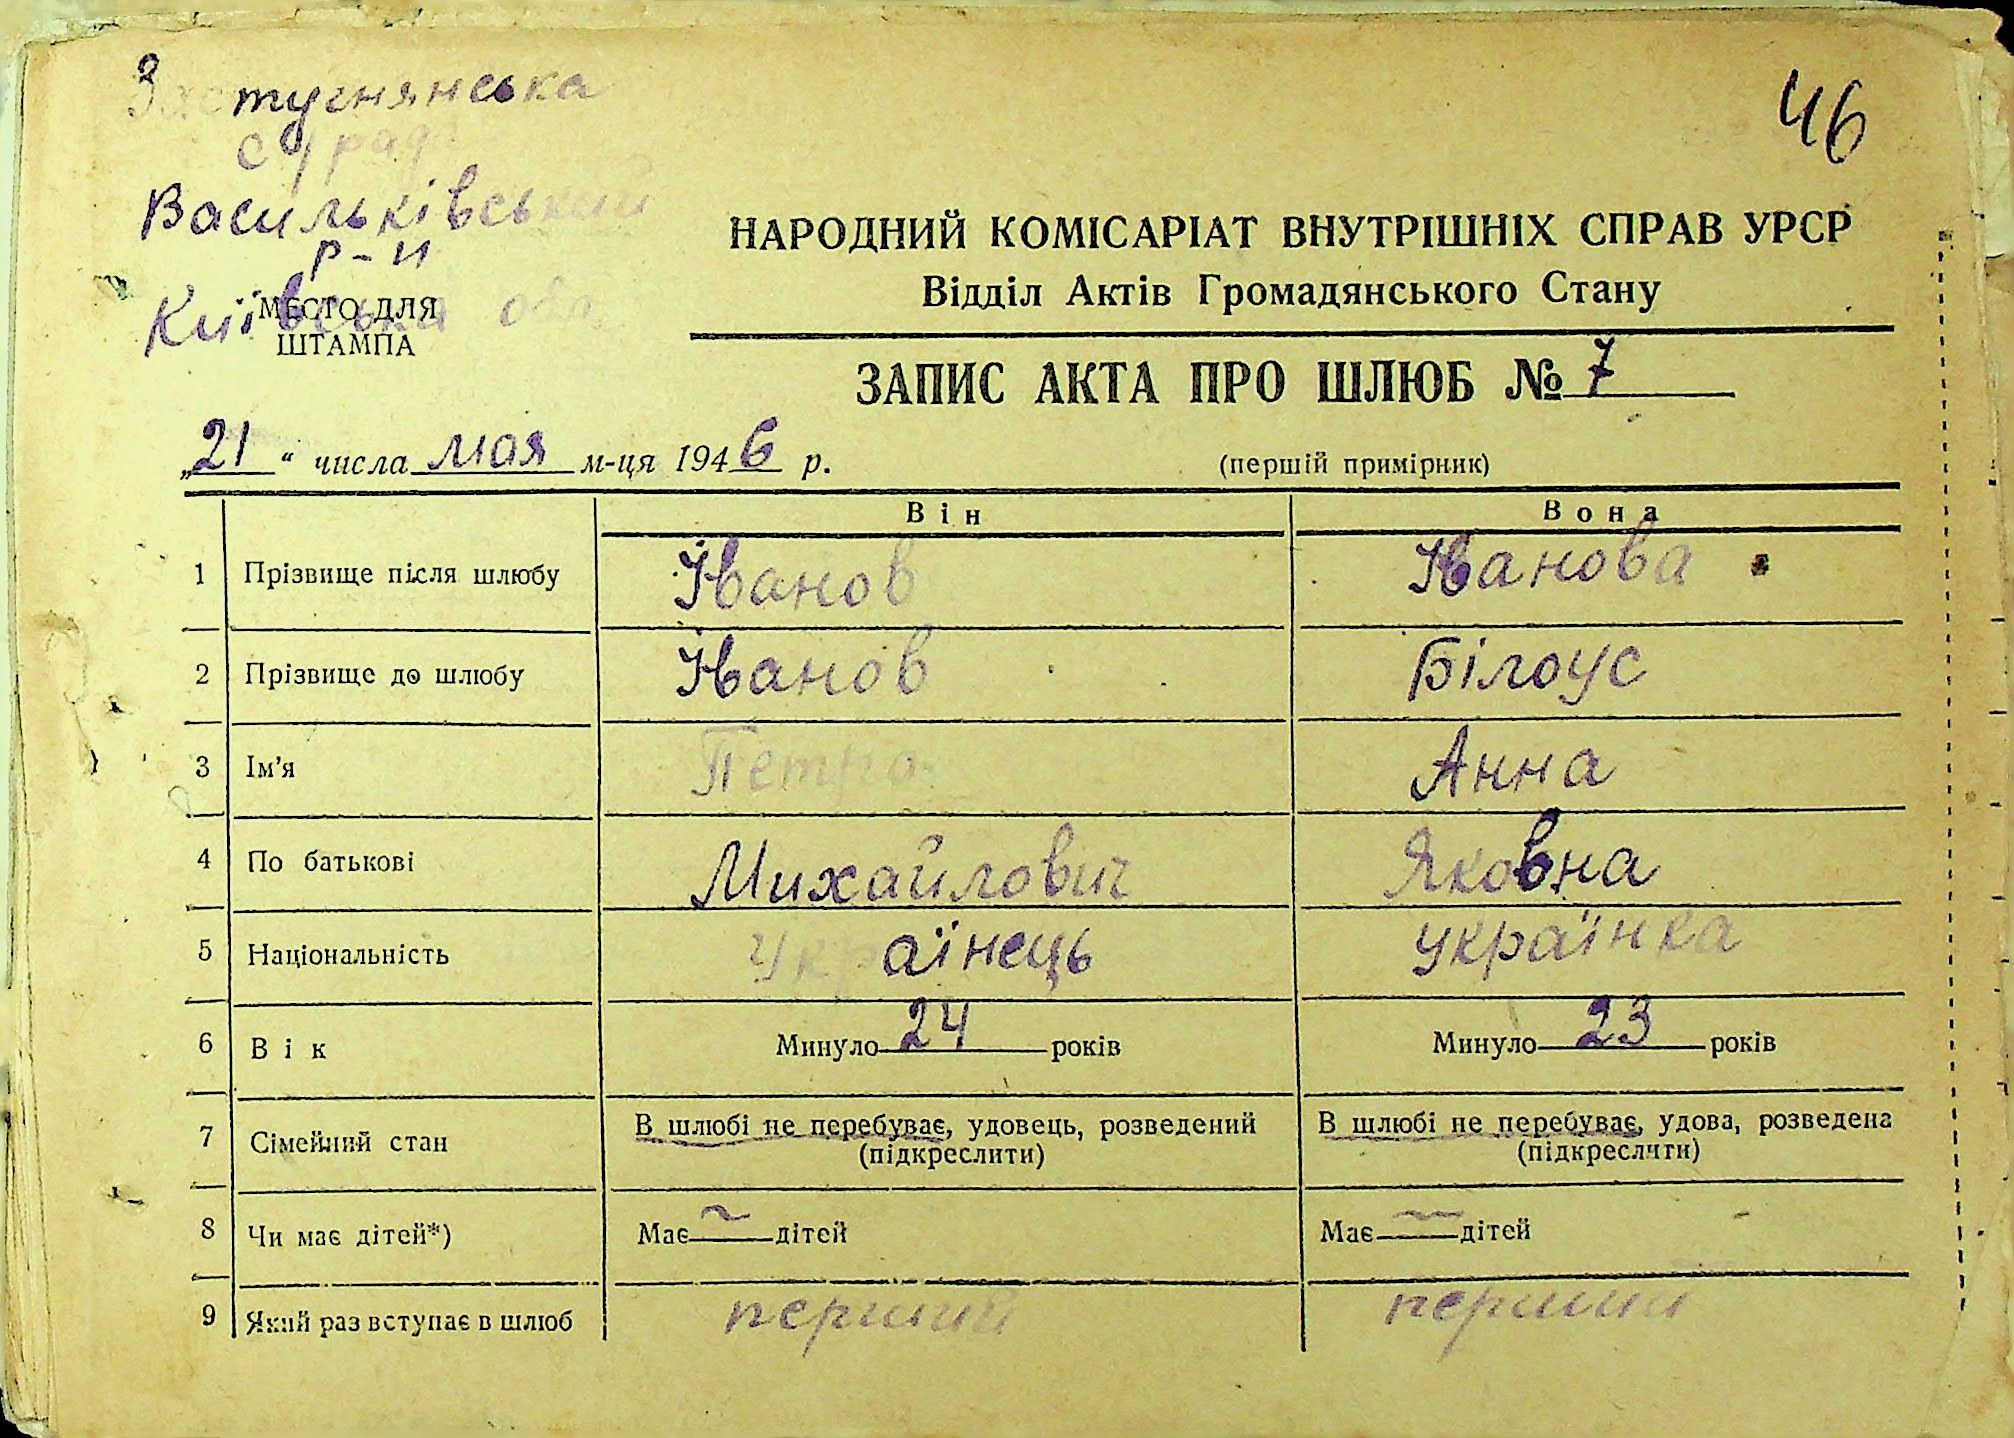 Застугнянська
с/рада
Васильківський
р-н
Київська обл.
МЕСТО ДЛЯ
ШТАМПА
46
НАРОДНИЙ КОМІСАРІАТ ВНУТРІШНІХ СПРАВ УРСР
Відділ Актів Громадянського Стану
ЗАПИС АКТА ПРО ШЛЮБ № 7
„21“ числа мая м-ця 1946 р.
(першій примірник)
Він Вона
1 Прізвище після шлюбу Іванов Іванова
2 Прізвище до шлюбу Іванов Білоус
3 Ім'я Петро Анна
4 По батькові Михайлович Яковна
5 Національність Українець українка
6 Вік Минуло 24 років Минуло 23 років
7 Сімейний стан В шлюбі не перебуває, удовець, розведений (підкреслити) В шлюбі не перебуває, удова, розведена (підкреслити)
8 Чи має дітей*) Має — дітей Має — дітей
9 Який раз вступає в шлюб перший перший